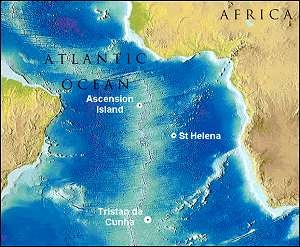 AFRICA
ATLANTIC
OCEAN
Ascension
Island
St Helena
Tristan da
Cunha